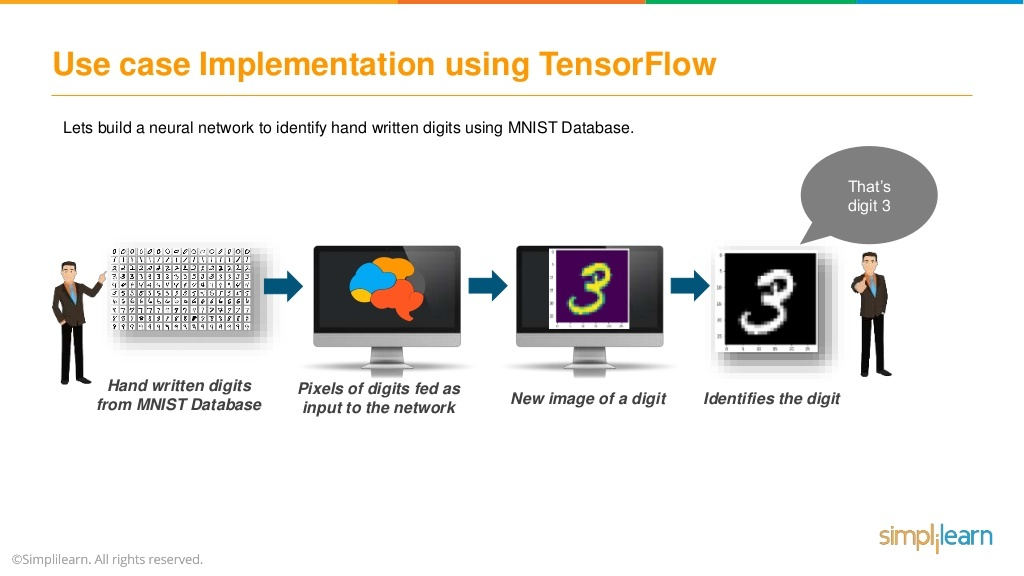 Use case Implementation using TensorFlow
Lets build a neural network to identify hand written digits using MNIST Database.
That's
digit 3
Hand written digits
from MNIST Database
Pixels of digits fed as
input to the network
New image of a digit
Identifies the digit
©Simplilearn. All rights reserved.
simplilearn